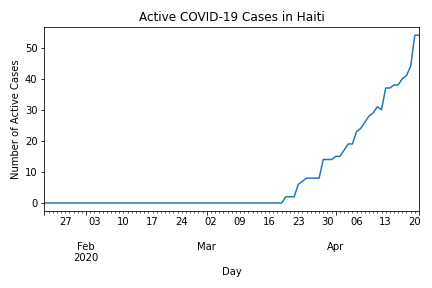 Active COVID-19 Cases in Haiti
Number of Active Cases
50
40
30
20
10
0
27 03 10 17 24 02 09 16 23 30 06 13 20
Feb Mar Apr
2020
Day